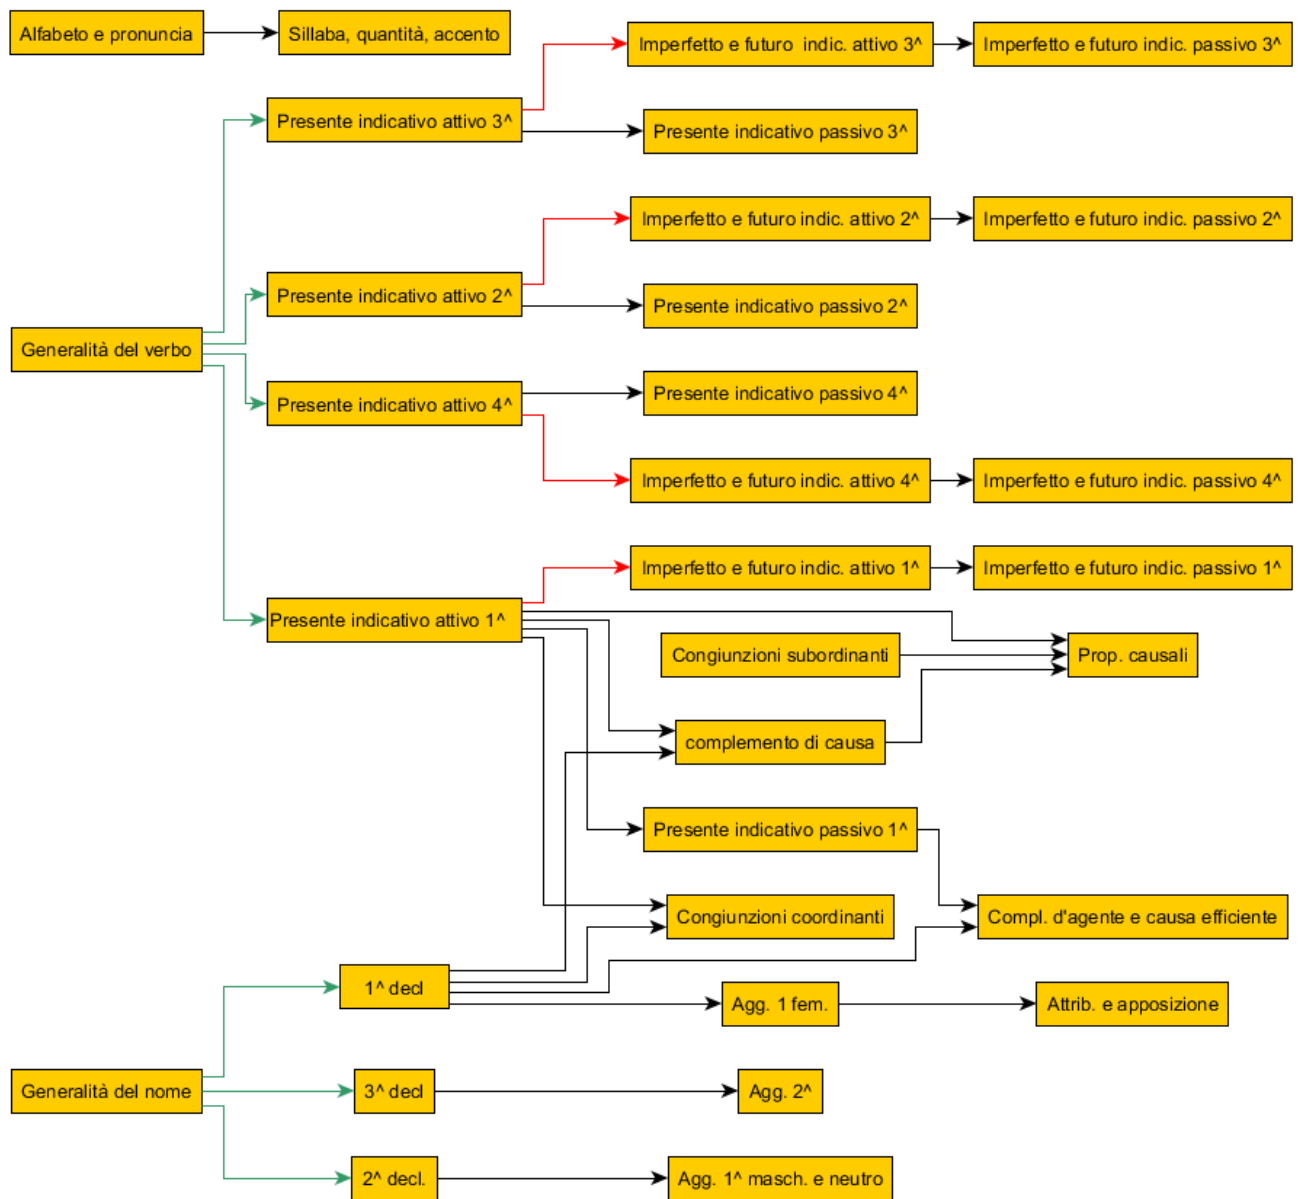 Alfabeto e pronuncia
Sillaba, quantità, accento
Imperfetto e futuro  indic. attivo 3^
Imperfetto e futuro indic. passivo 3^
Presente indicativo attivo 3^
Presente indicativo passivo 3^
Imperfetto e futuro indic. attivo 2^
Imperfetto e futuro indic. passivo 2^
Presente indicativo attivo 2^
Presente indicativo passivo 2^
Generalità del verbo
Presente indicativo attivo 4^
Presente indicativo passivo 4^
Imperfetto e futuro indic. attivo 4^
Imperfetto e futuro indic. passivo 4^
Imperfetto e futuro indic. attivo 1^
Imperfetto e futuro indic. passivo 1^
Presente indicativo attivo 1^
Congiunzioni subordinanti
Prop. causali
complemento di causa
Presente indicativo passivo 1^
Congiunzioni coordinanti
Compl. d'agente e causa efficiente
1^ decl
Agg. 1 fem.
Attrib. e apposizione
Generalità del nome
3^ decl
Agg. 2^
2^ decl.
Agg. 1^ masch. e neutro